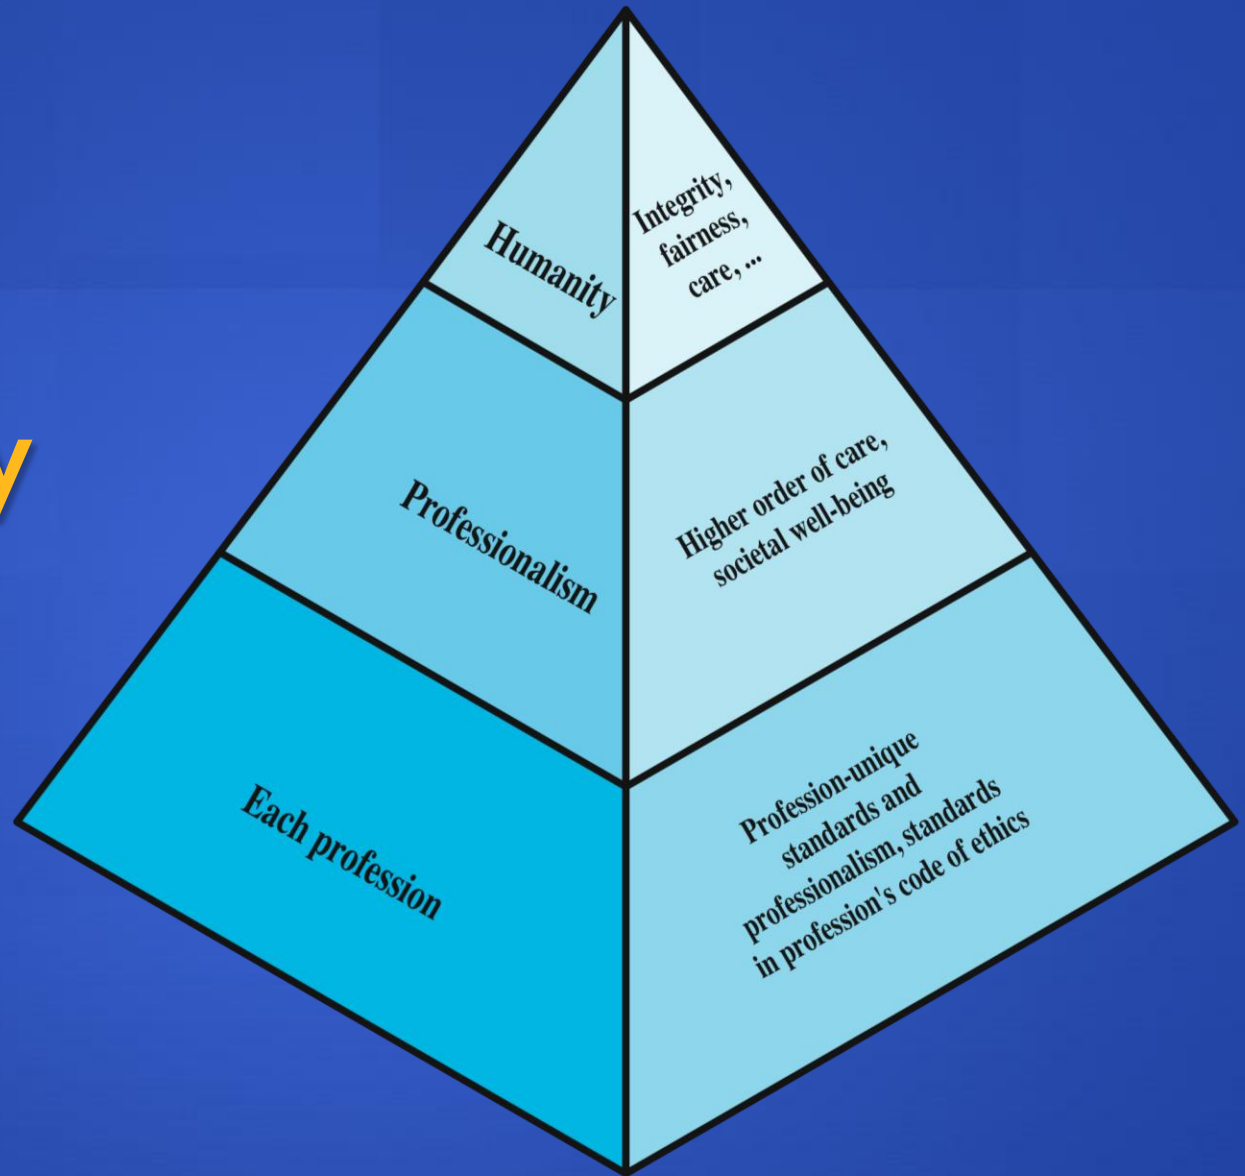 Humanity
Integrity,
fairness,
care, ...
Professionalism
Higher order of care,
societal well-being
Each profession
Profession-unique
standards and
professionalism, standards
in profession's code of ethics